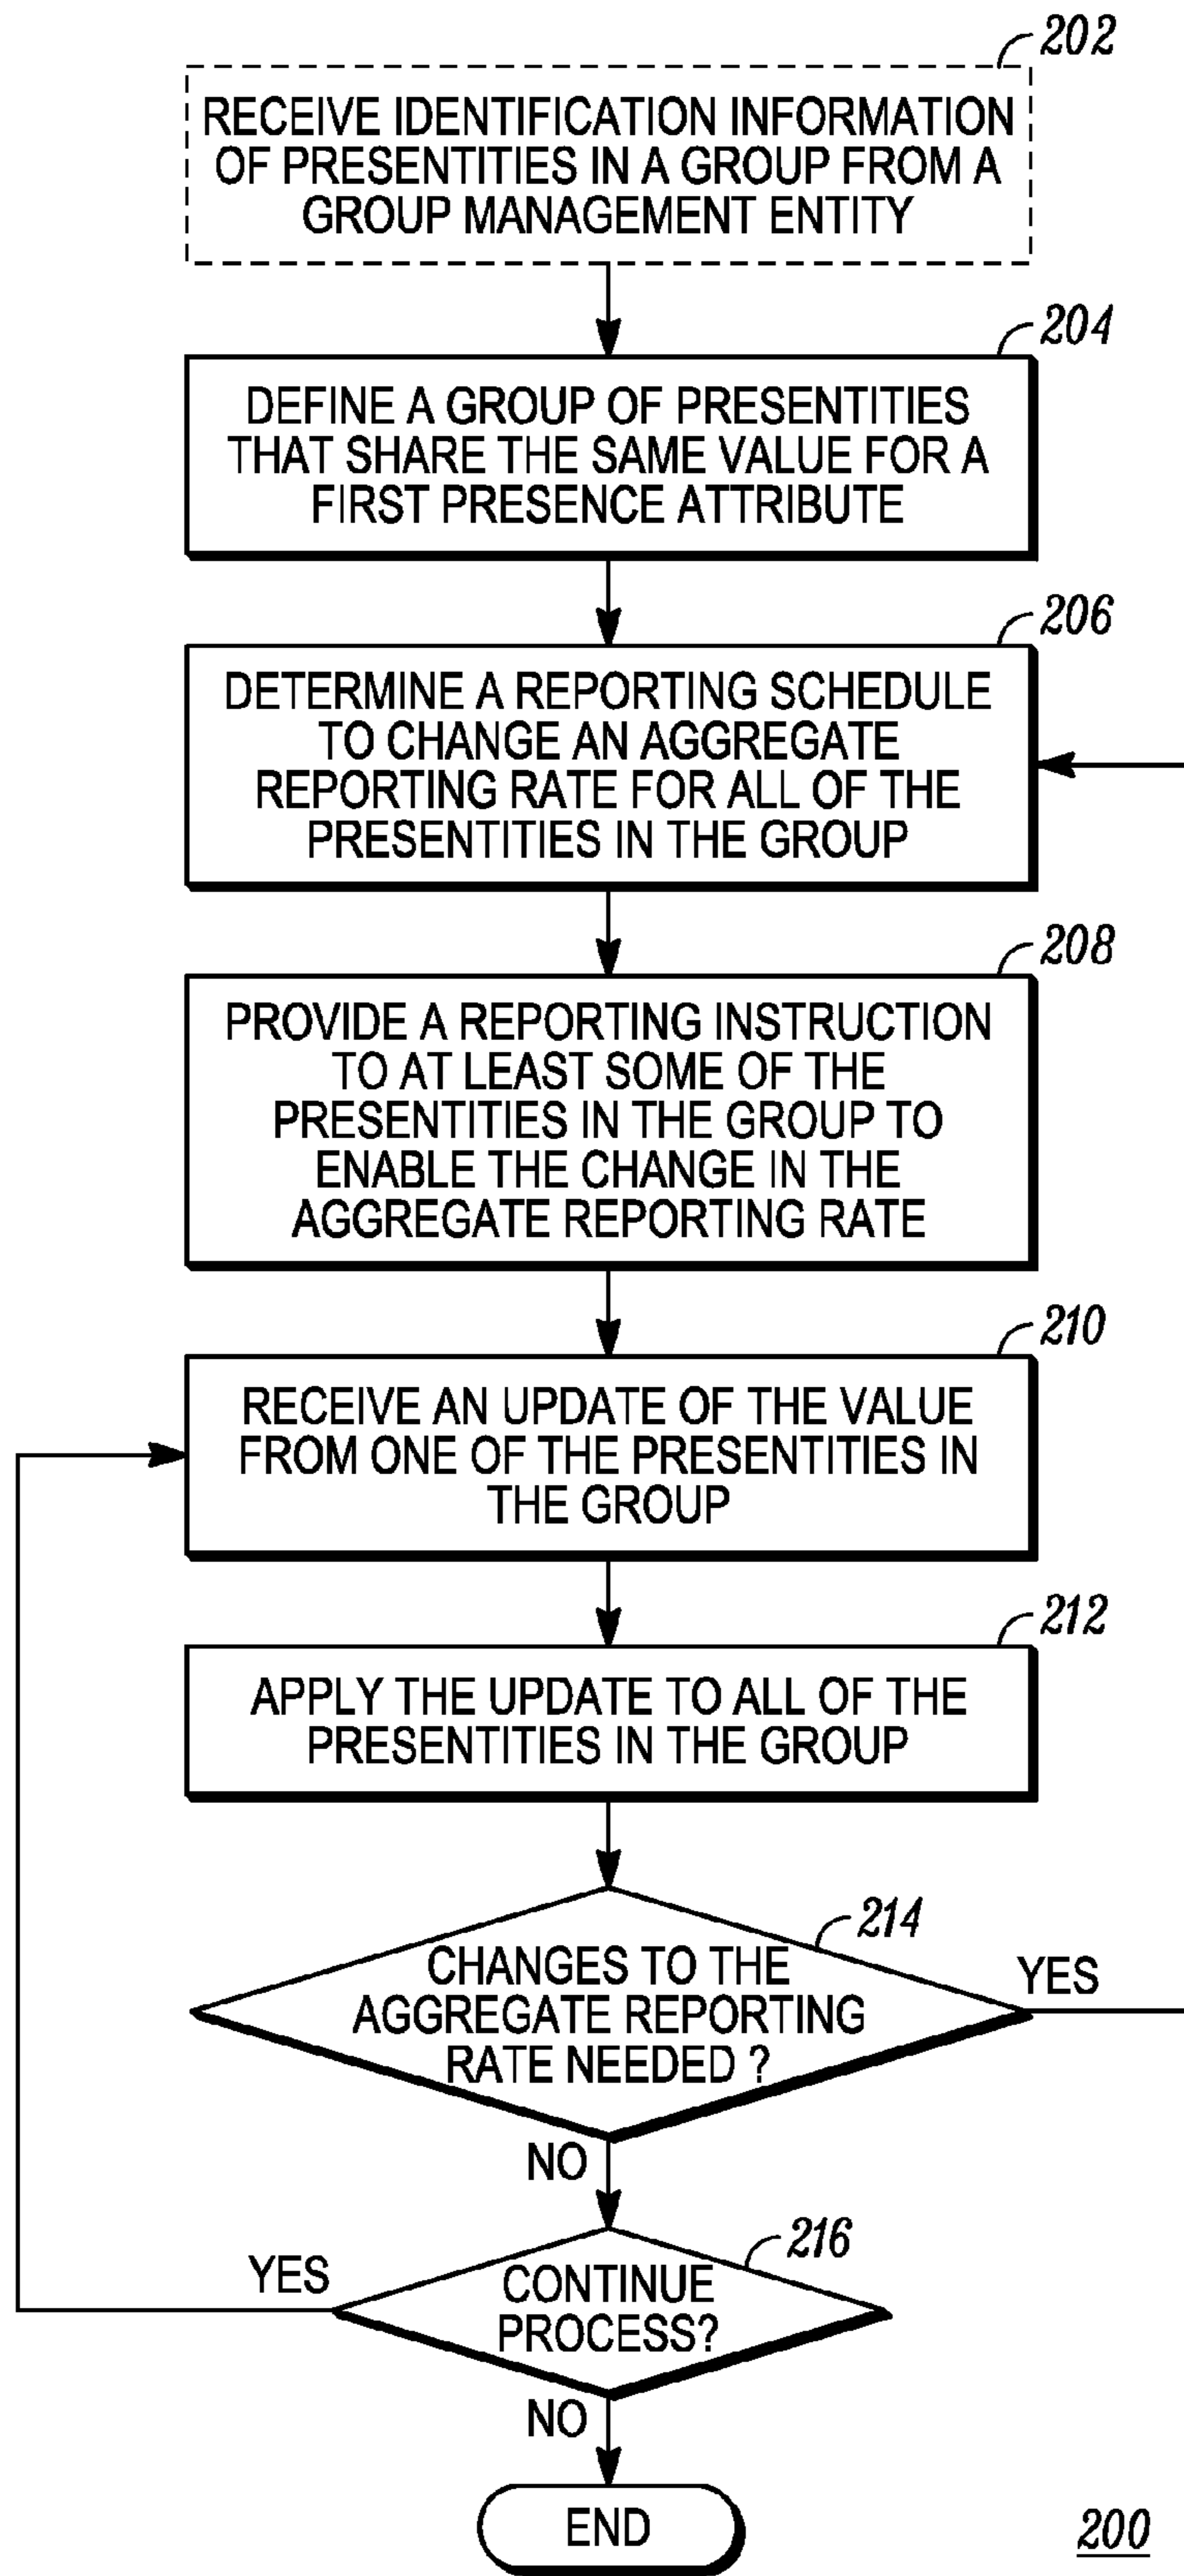 202
RECEIVE IDENTIFICATION INFORMATION
OF PRESENTITIES IN A GROUP FROM A
GROUP MANAGEMENT ENTITY
204
DEFINE A GROUP OF PRESENTITIES
THAT SHARE THE SAME VALUE FOR A
FIRST PRESENCE ATTRIBUTE
206
DETERMINE A REPORTING SCHEDULE
TO CHANGE AN AGGREGATE
REPORTING RATE FOR ALL OF THE
PRESENTITIES IN THE GROUP
208
PROVIDE A REPORTING INSTRUCTION
TO AT LEAST SOME OF THE
PRESENTITIES IN THE GROUP TO
ENABLE THE CHANGE IN THE
AGGREGATE REPORTING RATE
210
RECEIVE AN UPDATE OF THE VALUE
FROM ONE OF THE PRESENTITIES IN
THE GROUP
212
APPLY THE UPDATE TO ALL OF THE
PRESENTITIES IN THE GROUP
214
CHANGES TO THE
AGGREGATE REPORTING
RATE NEEDED ?
YES
NO
216
CONTINUE
PROCESS?
YES
NO
END
200